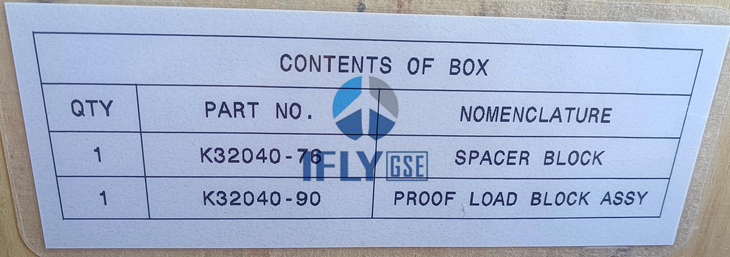 CONTENTS OF BOX
QTY PART NO. NOMENCLATURE
1 K32040-76 SPACER BLOCK
1FLY GSE
1 K32040-90 PROOF LOAD BLOCK ASSY